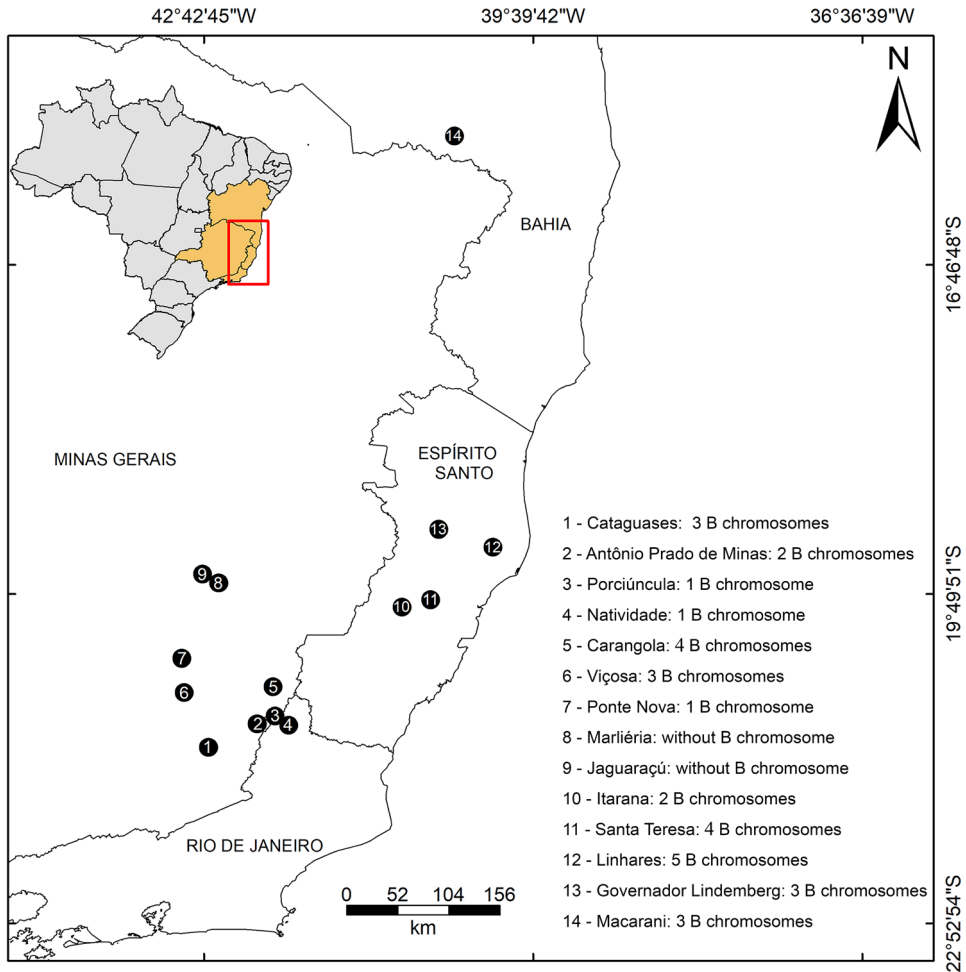 42°42'45"W 39°39'42"W 36°36'39"W
N
14
BAHIA
16°46'48"S
ESPÍRITO
SANTO
MINAS GERAIS
13
12
9
8
11
10
19°49'51"S
7
6
5
3
2
4
1
1 - Cataguases: 3 B chromosomes
2 - Antônio Prado de Minas: 2 B chromosomes
3 - Porciúncula: 1 B chromosome
4 - Natividade: 1 B chromosome
5 - Carangola: 4 B chromosomes
6 - Viçosa: 3 B chromosomes
7 - Ponte Nova: 1 B chromosome
8 - Marliéria: without B chromosome
9 - Jaguaraçú: without B chromosome
10 - Itarana: 2 B chromosomes
11 - Santa Teresa: 4 B chromosomes
12 - Linhares: 5 B chromosomes
13 - Governador Lindemberg: 3 B chromosomes
14 - Macarani: 3 B chromosomes
RIO DE JANEIRO
0 52 104 156
km
22°52'54"S